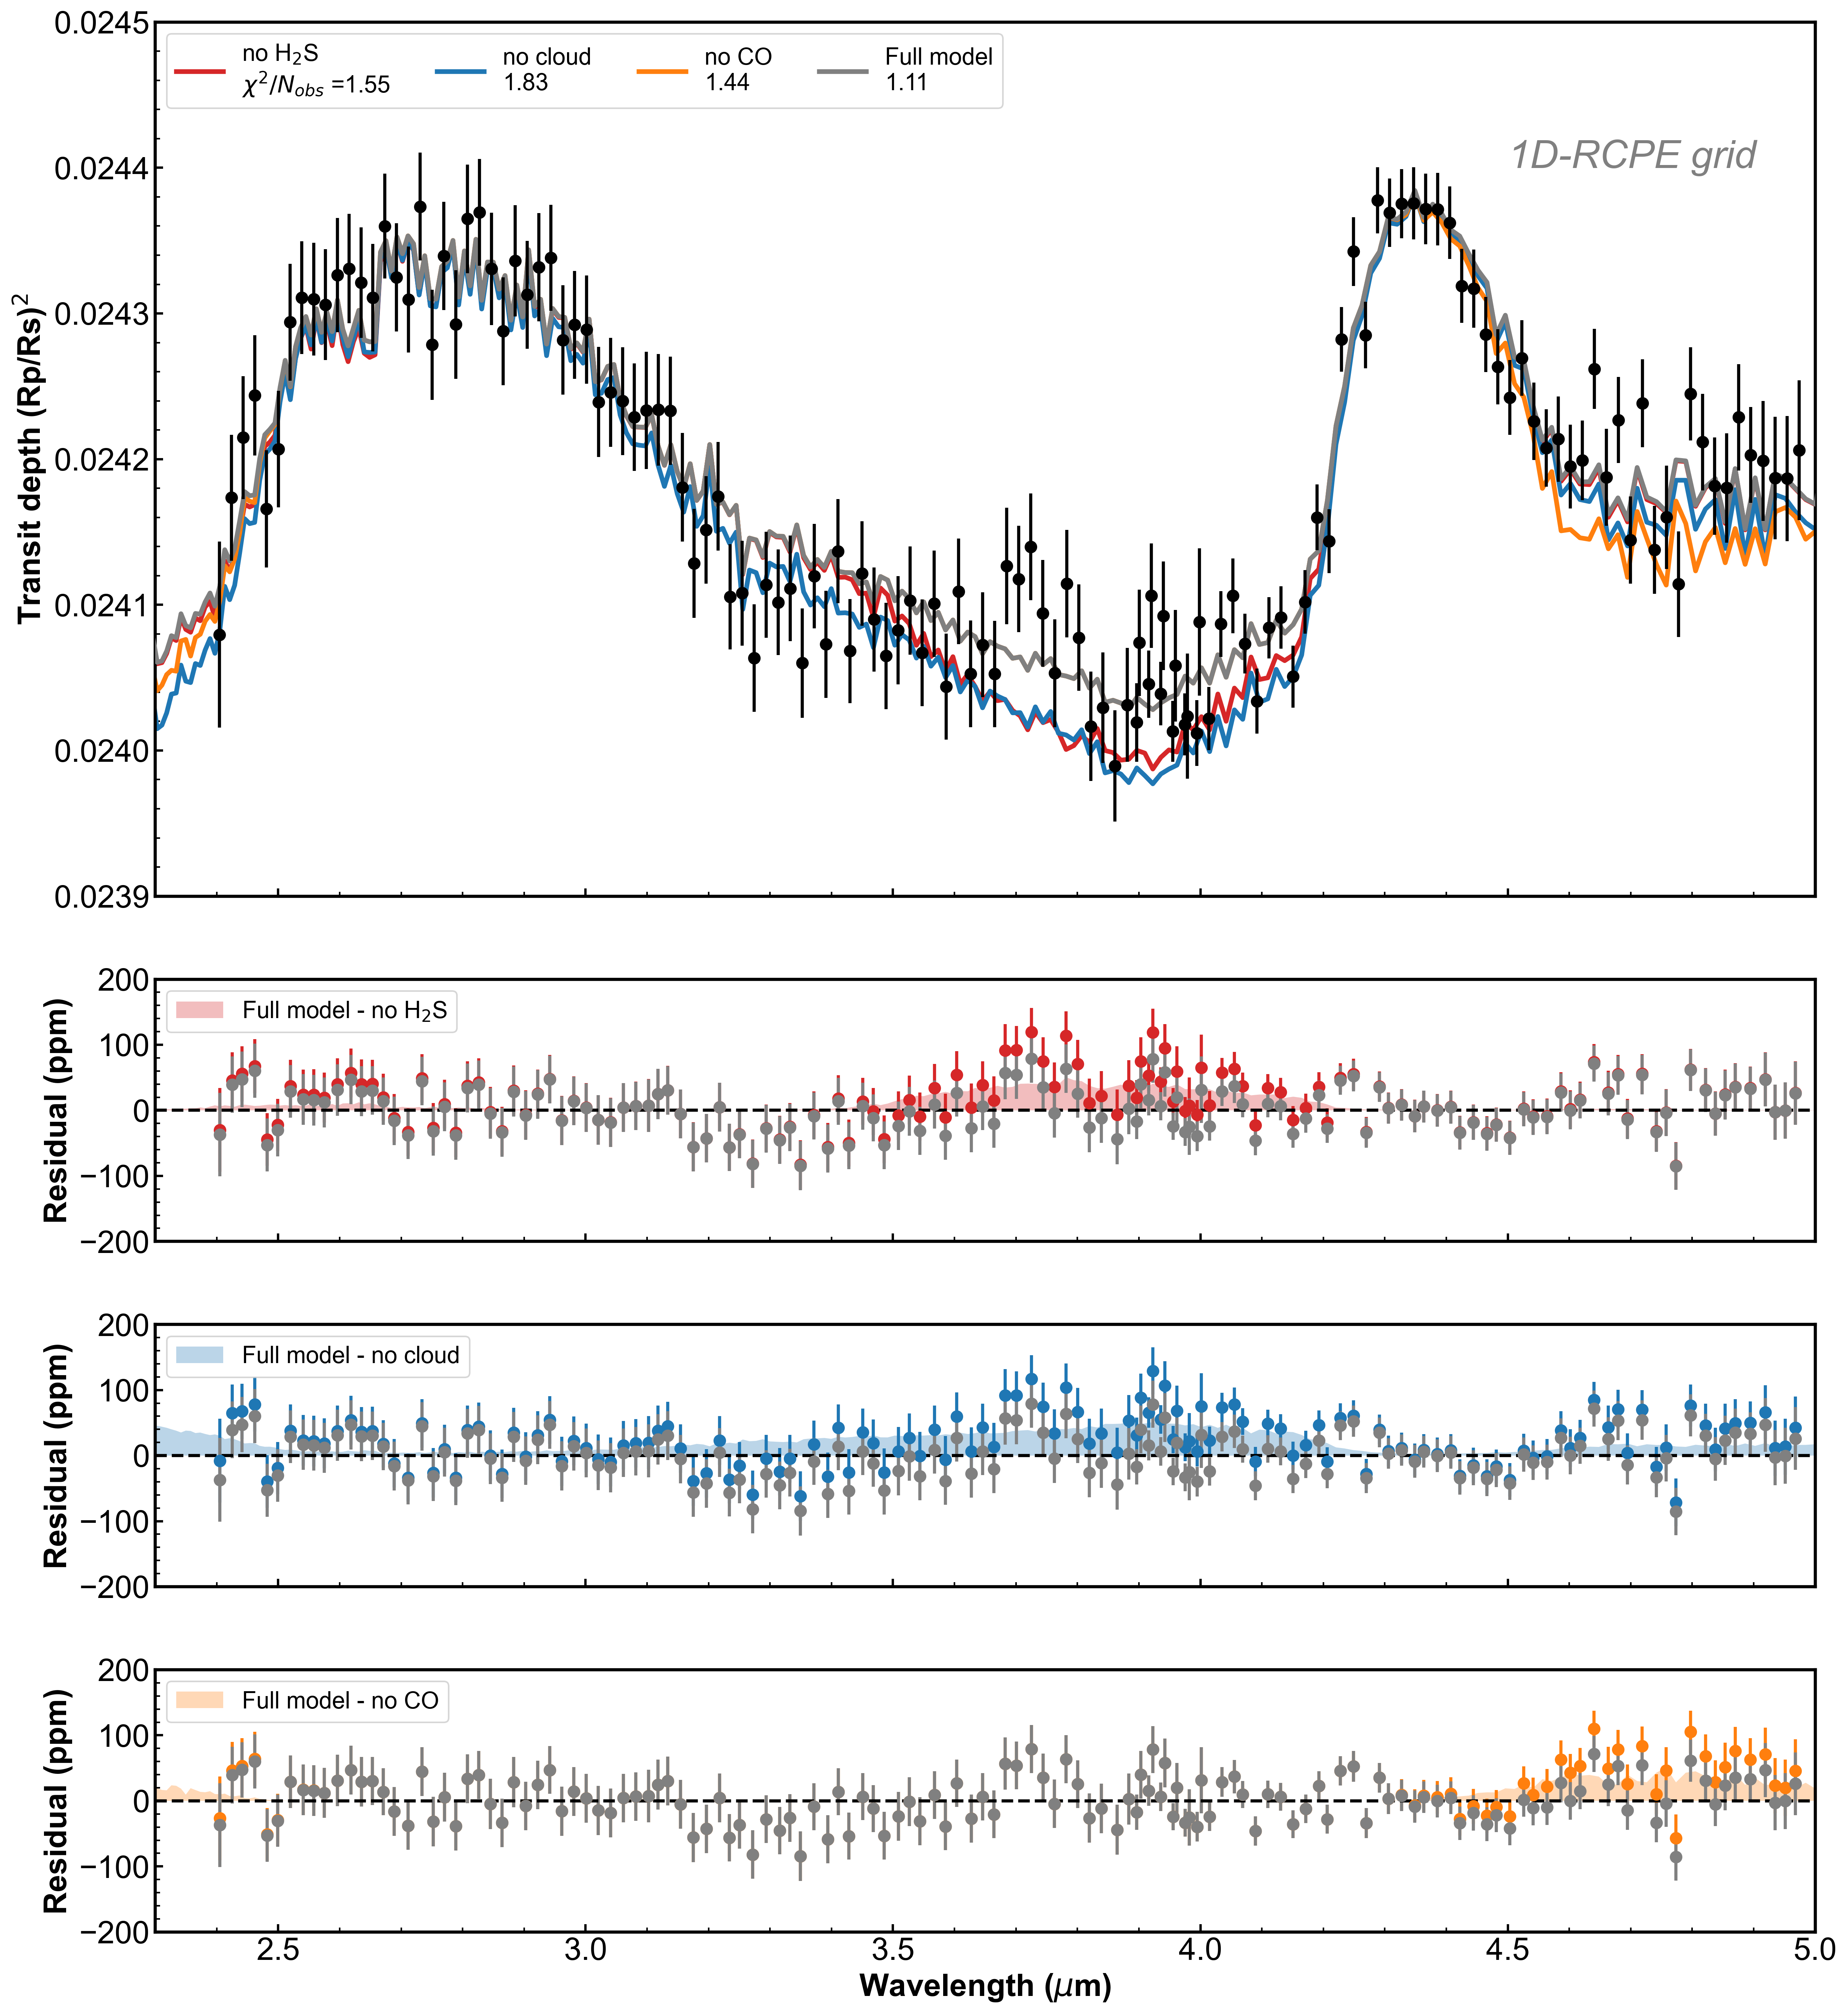 0.0245
0.0244
0.0243
0.0242
0.0241
0.0240
0.0239
Transit depth (Rp/Rs)²
no H₂S
χ²/N_obs =1.55
no cloud
1.83
no CO
1.44
Full model
1.11
1D-RCPE grid
200
100
0
−100
−200
Residual (ppm)
Full model - no H₂S
200
100
0
−100
−200
Residual (ppm)
Full model - no cloud
200
100
0
−100
−200
Residual (ppm)
Full model - no CO
2.5
3.0
3.5
4.0
4.5
5.0
Wavelength (μm)